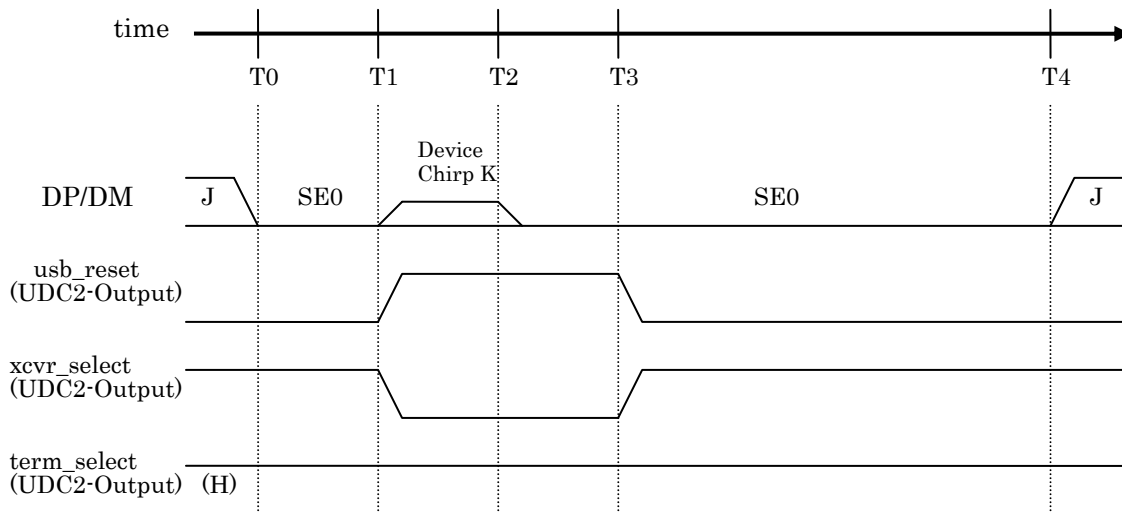 time
T0 T1 T2 T3 T4
Device
Chirp K
DP/DM J SE0 SE0 J
usb_reset
(UDC2-Output)
xcvr_select
(UDC2-Output)
term_select
(UDC2-Output) (H)